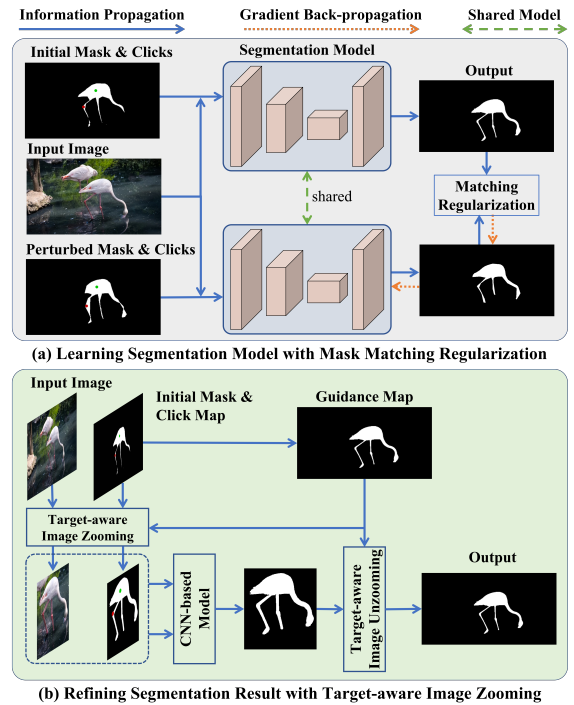 Information Propagation
Gradient Back-propagation
Shared Model
Initial Mask & Clicks
Segmentation Model
Output
Input Image
shared
Matching
Regularization
Perturbed Mask & Clicks
(a) Learning Segmentation Model with Mask Matching Regularization
Input Image
Initial Mask &
Click Map
Guidance Map
Target-aware
Image Zooming
CNN-based
Model
Target-aware
Image Unzooming
Output
(b) Refining Segmentation Result with Target-aware Image Zooming